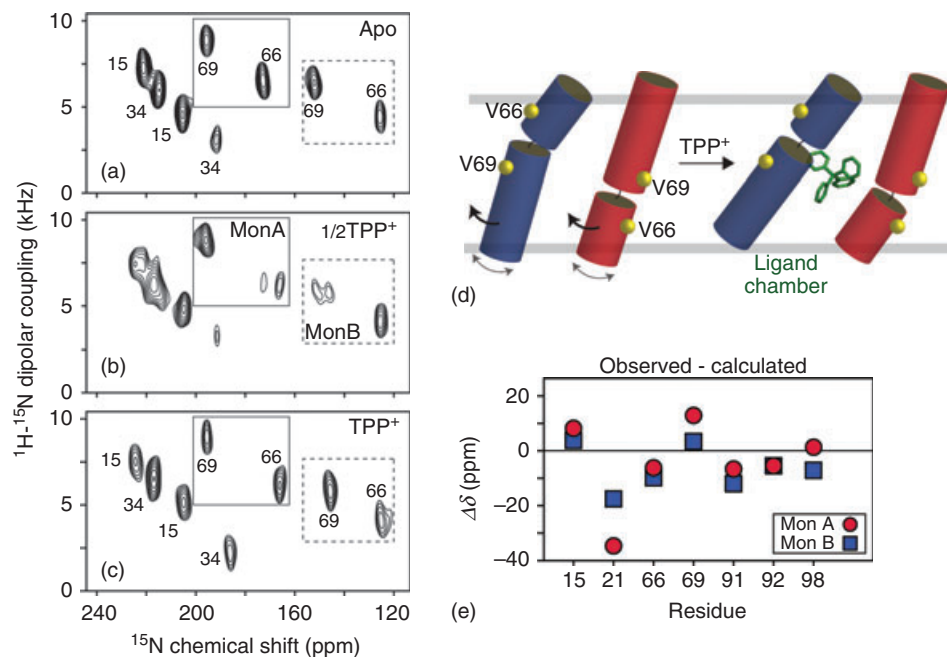 ¹H-¹⁵N dipolar coupling (kHz)
10
5
0
Apo
15
34
15
34
69
66
69
66
(a)
10
5
0
MonA
1/2TPP⁺
MonB
(b)
10
5
0
TPP⁺
15
34
15
34
69
66
69
66
(c)
240 200 160 120
¹⁵N chemical shift (ppm)
V66
V69
TPP⁺
V69
V66
Ligand
chamber
(d)
Observed - calculated
Δδ (ppm)
20
0
−20
−40
Mon A
Mon B
15 21 66 69 91 92 98
Residue
(e)